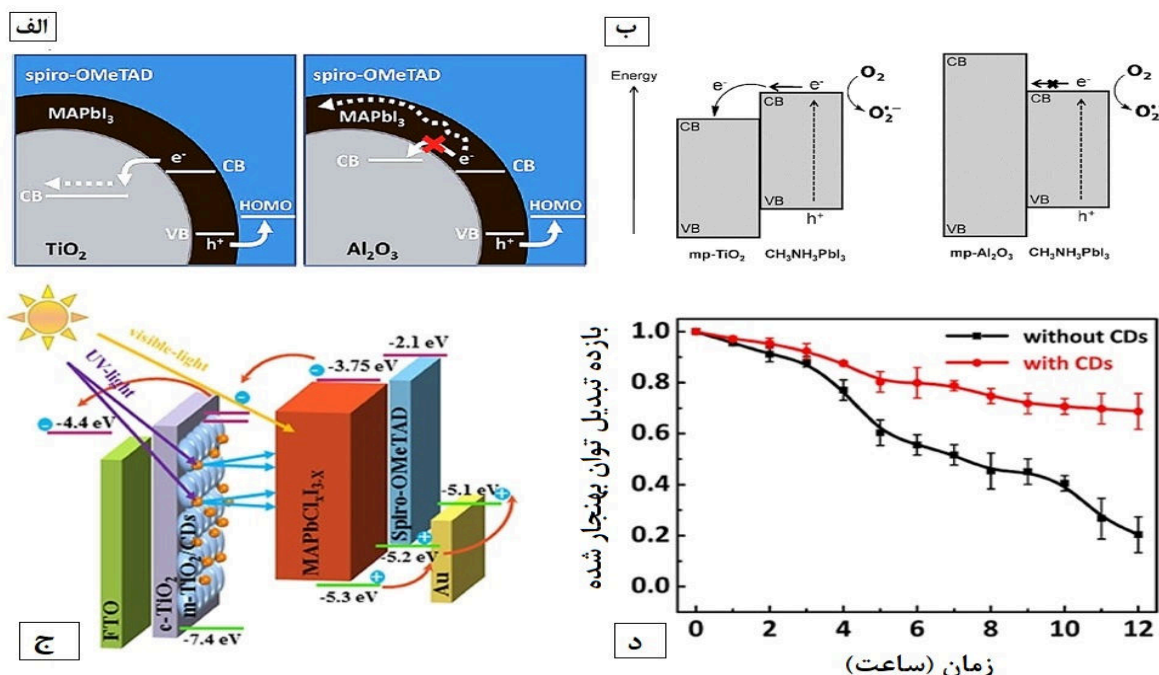 الف
spiro-OMeTAD
MAPbI₃
e⁻
CB
CB
HOMO
VB
h⁺
TiO₂
spiro-OMeTAD
MAPbI₃
CB
e⁻
CB
HOMO
VB
h⁺
Al₂O₃
ب
Energy
e⁻
e⁻
O₂
O₂•⁻
CB
CB
VB
VB
h⁺
mp-TiO₂
CH₃NH₃PbI₃
CB
e⁻
O₂
O₂•
CB
VB
VB
h⁺
mp-Al₂O₃
CH₃NH₃PbI₃
visible-light
UV-light
-4.4 eV
-3.75 eV
-2.1 eV
-5.1 eV
-5.2 eV
-5.3 eV
-7.4 eV
FTO
c-TiO₂
m-TiO₂/CDs
MAPbClₓI₃₋ₓ
Spiro-OMeTAD
Au
ج
بازده تبدیل توان بهنجار شده
1.0
0.8
0.6
0.4
0.2
0.0
without CDs
with CDs
0 2 4 6 8 10 12
زمان (ساعت)
د